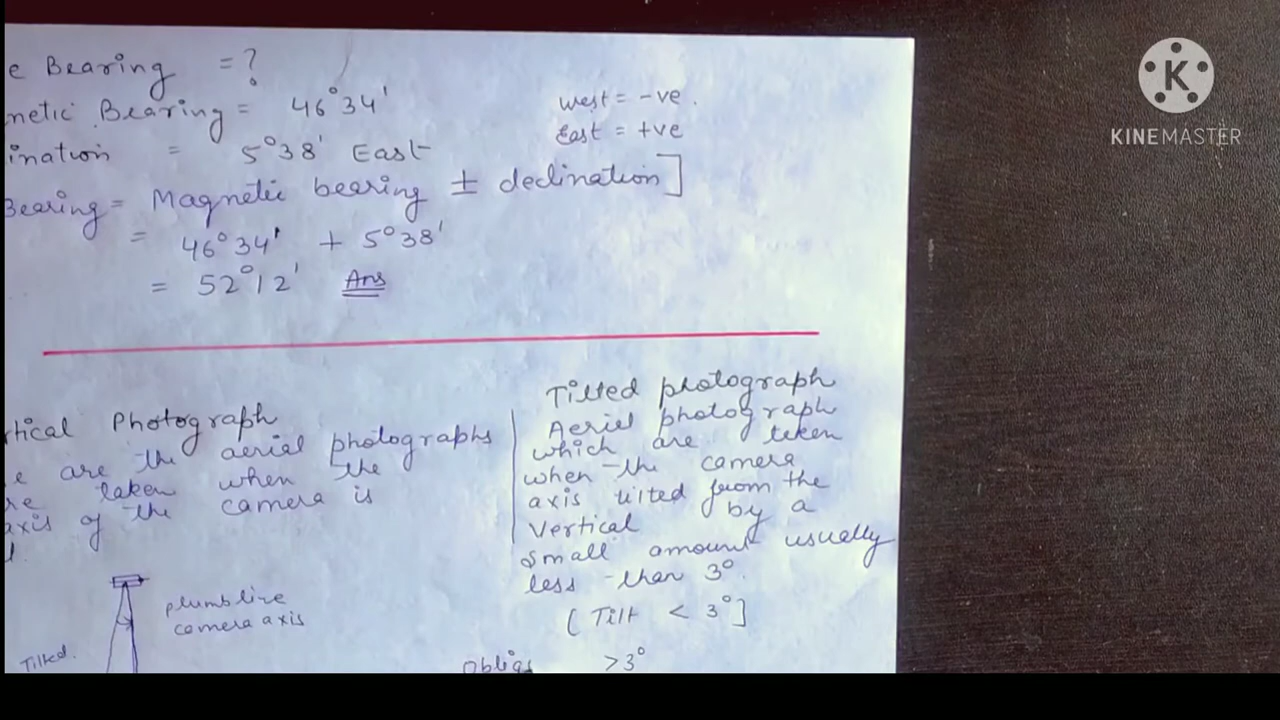 e Bearing = ?
netic Bearing = 46°34'
ination = 5°38' East
West = -ve.
East = +ve
Bearing = Magnetic bearing ± declination]
= 46°34' + 5°38'
= 52°12' Ans
rtical Photograph
e are the aerial photographs
re taken when the
axis of the camera is
l.
plumbline
camera axis
Tilted.
Tilted photograph
Aeriel photograph
which are taken
when the camera
axis tilted from the
Vertical by a
Small amount usually
less than 3°.
[Tilt < 3°]
>3°
K
KINEMASTER